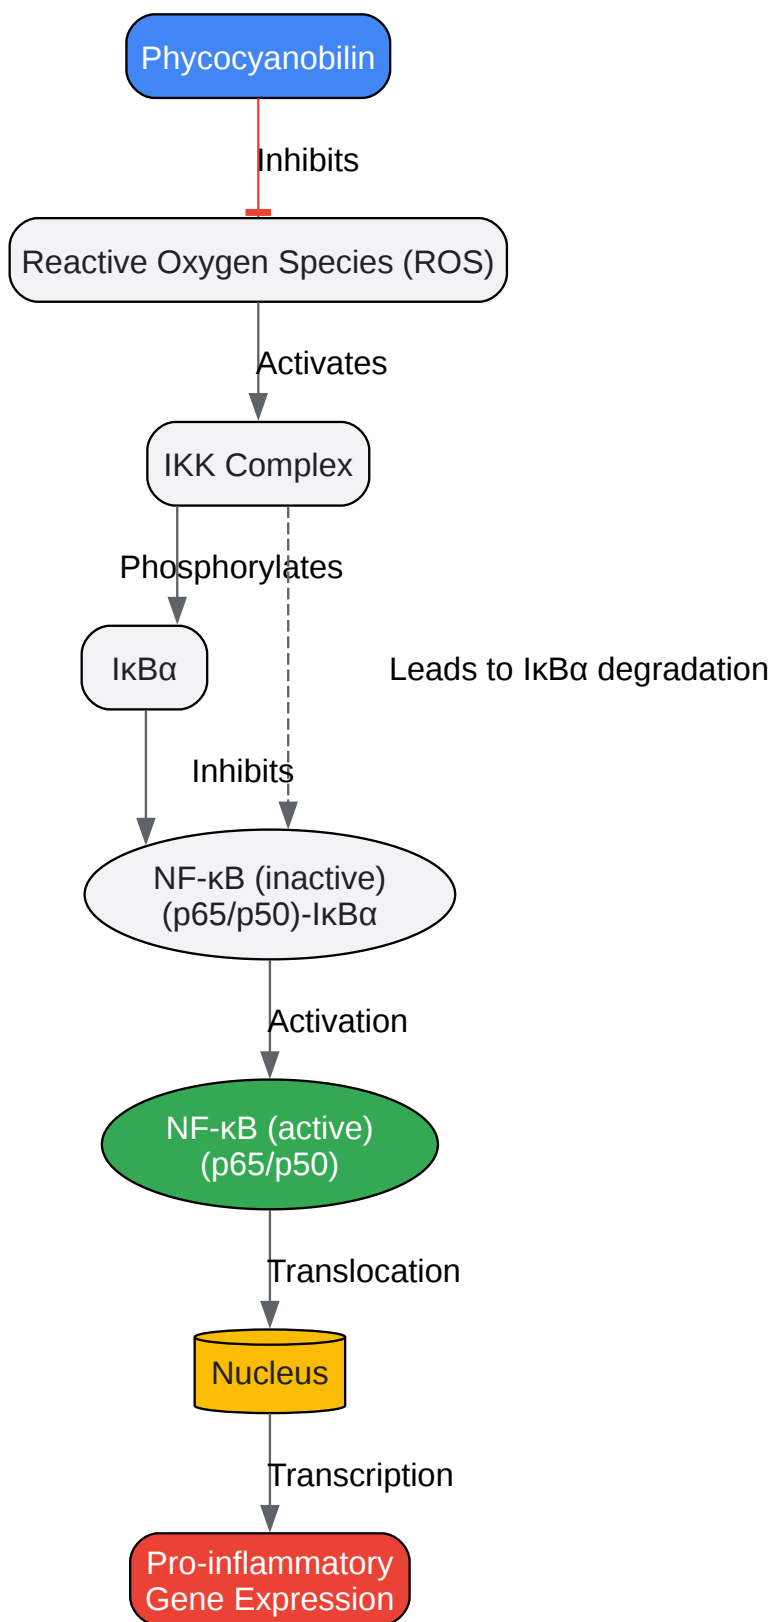 Phycocyanobilin
Inhibits
Reactive Oxygen Species (ROS)
Activates
IKK Complex
Phosphorylates
IκBα
Leads to IκBα degradation
Inhibits
NF-κB (inactive)
(p65/p50)-IκBα
Activation
NF-κB (active)
(p65/p50)
Translocation
Nucleus
Transcription
Pro-inflammatory
Gene Expression